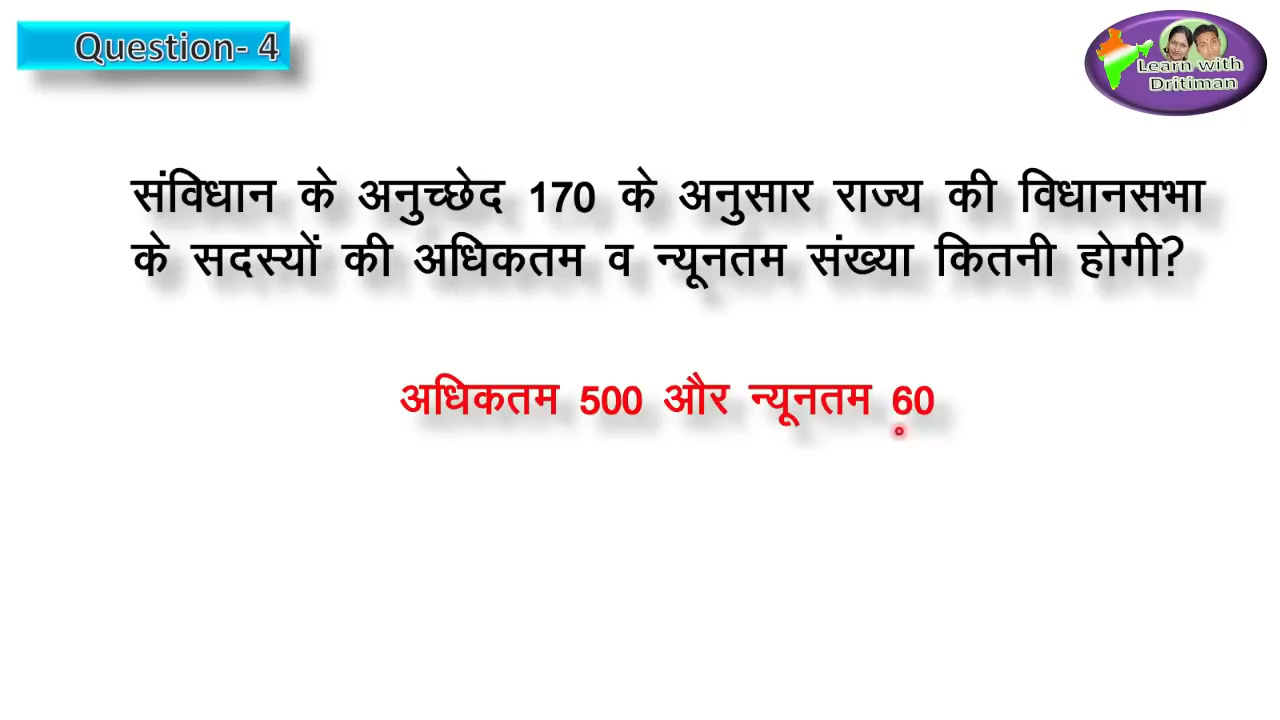 Question- 4
Learn with
Dritiman
संविधान के अनुच्छेद 170 के अनुसार राज्य की विधानसभा
के सदस्यों की अधिकतम व न्यूनतम संख्या कितनी होगी?
अधिकतम 500 और न्यूनतम 60